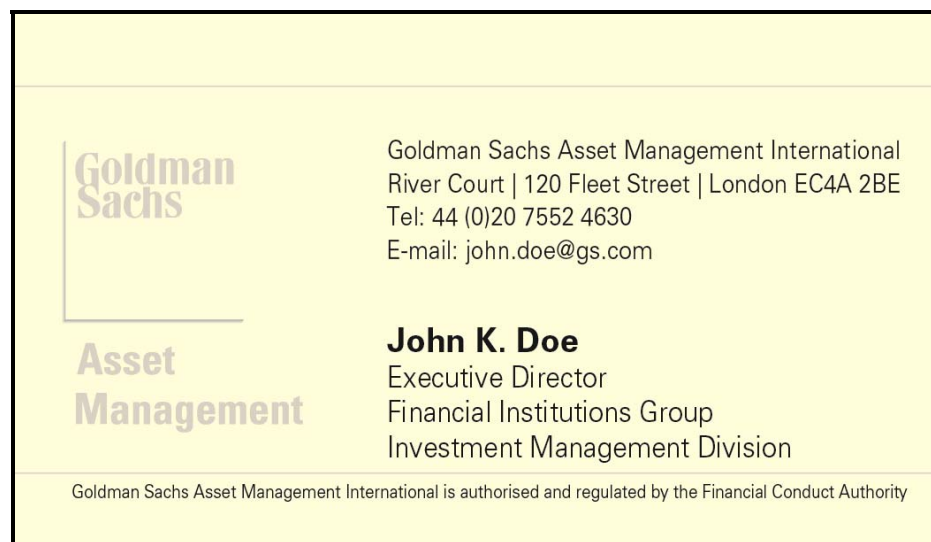 Goldman
Sachs
Asset
Management
Goldman Sachs Asset Management International
River Court | 120 Fleet Street | London EC4A 2BE
Tel: 44 (0)20 7552 4630
E-mail: john.doe@gs.com
John K. Doe
Executive Director
Financial Institutions Group
Investment Management Division
Goldman Sachs Asset Management International is authorised and regulated by the Financial Conduct Authority